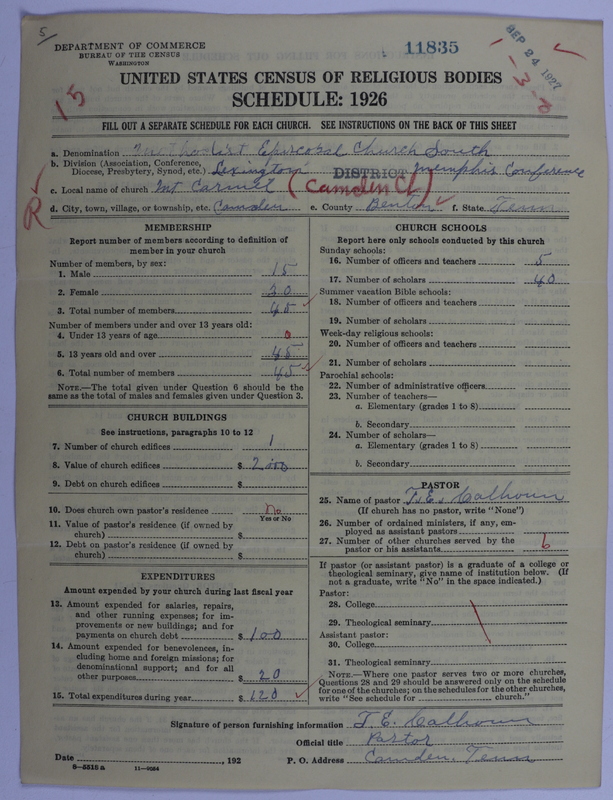 5
DEPARTMENT OF COMMERCE
BUREAU OF THE CENSUS
WASHINGTON
11835
SEP 24 1927
1-3-8
15
UNITED STATES CENSUS OF RELIGIOUS BODIES
SCHEDULE: 1926
FILL OUT A SEPARATE SCHEDULE FOR EACH CHURCH. SEE INSTRUCTIONS ON THE BACK OF THIS SHEET
a. Denomination Methodist Episcopal Church South
b. Division (Association, Conference, Diocese, Presbytery, Synod, etc.) Lexington DISTRICT Memphis Conference
c. Local name of church Mt Carmel (Camden Ct)
R
d. City, town, village, or township, etc. Camden e. County Benton f. State Tenn
MEMBERSHIP
Report number of members according to definition of
member in your church
Number of members, by sex:
1. Male 15
2. Female 30
3. Total number of members 45
Number of members under and over 13 years old:
4. Under 13 years of age 0
5. 13 years old and over 45
6. Total number of members 45
NOTE.—The total given under Question 6 should be the
same as the total of males and females given under Question 3.
CHURCH BUILDINGS
See instructions, paragraphs 10 to 12
7. Number of church edifices 1
8. Value of church edifices $ 2000
9. Debt on church edifices $
10. Does church own pastor's residence No
Yes or No
11. Value of pastor's residence (if owned by
church) $
12. Debt on pastor's residence (if owned by
church) $
EXPENDITURES
Amount expended by your church during last fiscal year
13. Amount expended for salaries, repairs,
and other running expenses; for im-
provements or new buildings; and for
payments on church debt $ 100
14. Amount expended for benevolences, in-
cluding home and foreign missions; for
denominational support; and for all
other purposes $ 20
15. Total expenditures during year $ 120
CHURCH SCHOOLS
Report here only schools conducted by this church
Sunday schools:
16. Number of officers and teachers 5
17. Number of scholars 40
Summer vacation Bible schools:
18. Number of officers and teachers
19. Number of scholars
Week-day religious schools:
20. Number of officers and teachers
21. Number of scholars
Parochial schools:
22. Number of administrative officers
23. Number of teachers—
a. Elementary (grades 1 to 8)
b. Secondary
24. Number of scholars—
a. Elementary (grades 1 to 8)
b. Secondary
PASTOR
25. Name of pastor T. E. Calhoun
(If church has no pastor, write "None")
26. Number of ordained ministers, if any, em-
ployed as assistant pastors
27. Number of other churches served by the
pastor or his assistants 6
If pastor (or assistant pastor) is a graduate of a college or
theological seminary, give name of institution below. (If
not a graduate, write "No" in the space indicated.)
Pastor:
28. College
29. Theological seminary
Assistant pastor:
30. College
31. Theological seminary
NOTE.—Where one pastor serves two or more churches,
Questions 28 and 29 should be answered only on the schedule
for one of the churches; on the schedules for the other churches,
write "See schedule for ........ church."
Signature of person furnishing information T. E. Calhoun
Official title Pastor
Date , 192 P. O. Address Camden. Tenn
6—5515a 11—9054